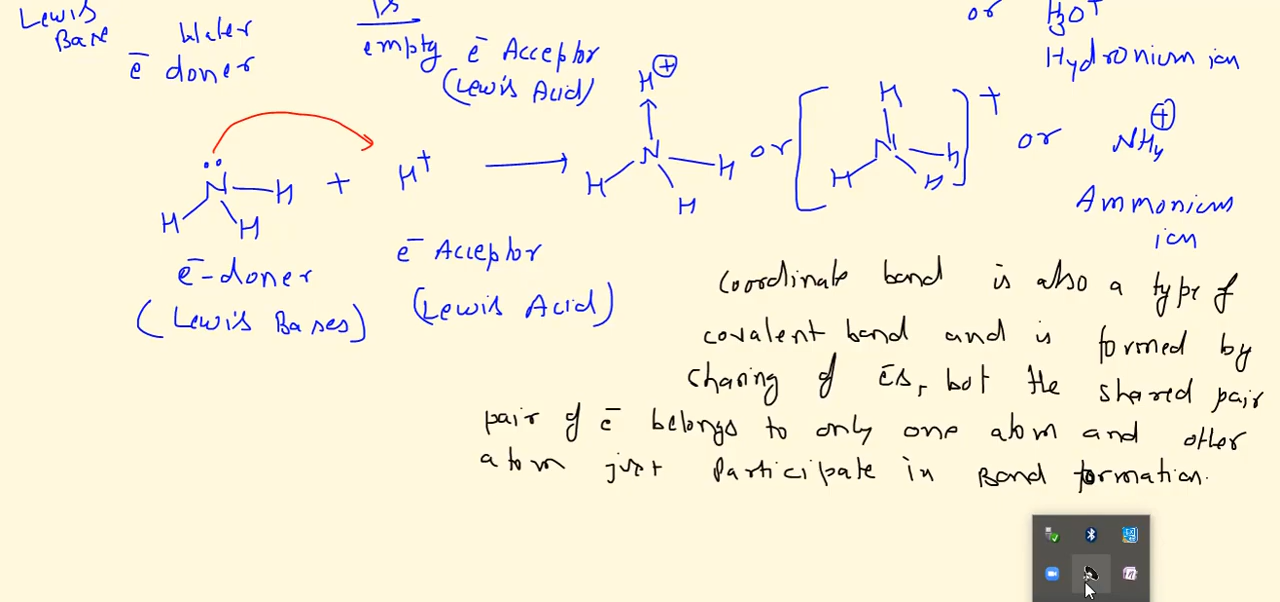 Lewis Base
Water
e⁻ doner
1s
empty
e⁻ Acceptor
(Lewis Acid)
or H₃O⁺
Hydronium ion
N̈ H H H + H⁺ → H⊕ N H H H or [H N H H H]⁺ or NH₄⊕
Ammonium ion
e⁻-doner
(Lewis Bases)
e⁻ Acceptor
(Lewis Acid)
Coordinate bond is also a type of
covalent bond and is formed by
sharing of e⁻s, but the shared pair
pair of e⁻ belongs to only one atom and other
atom just participate in Bond formation.